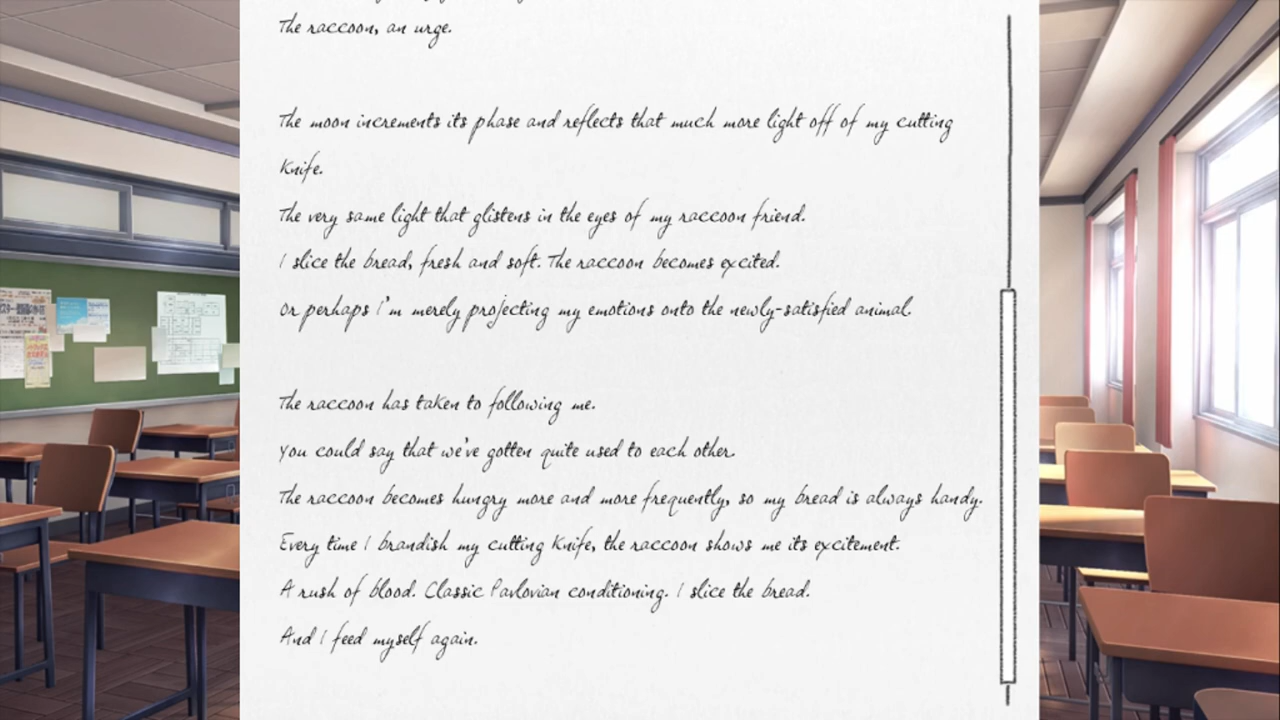 The raccoon, an urge.
The moon increments its phase and reflects that much more light off of my cutting
knife.
The very same light that glistens in the eyes of my raccoon friend.
I slice the bread, fresh and soft. The raccoon becomes excited.
Or perhaps I'm merely projecting my emotions onto the newly-satisfied animal.
The raccoon has taken to following me.
You could say that we've gotten quite used to each other.
The raccoon becomes hungry more and more frequently, so my bread is always handy.
Every time I brandish my cutting knife, the raccoon shows me its excitement.
A rush of blood. Classic Pavlovian conditioning. I slice the bread.
And I feed myself again.